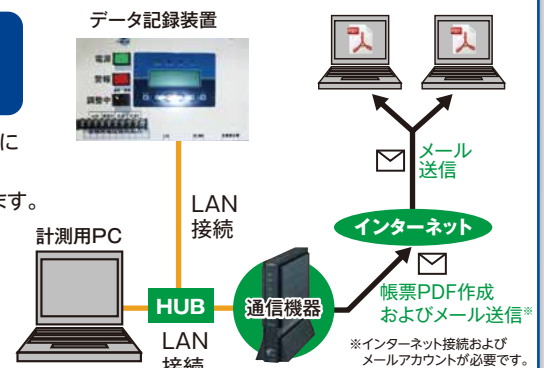 データ記録装置
電源
警報
調整中
に
ます。
LAN
接続
メール
送信
インターネット
計測用PC
HUB
通信機器
LAN
接続
帳票PDF作成
およびメール送信※
※インターネット接続および
メールアカウントが必要です。